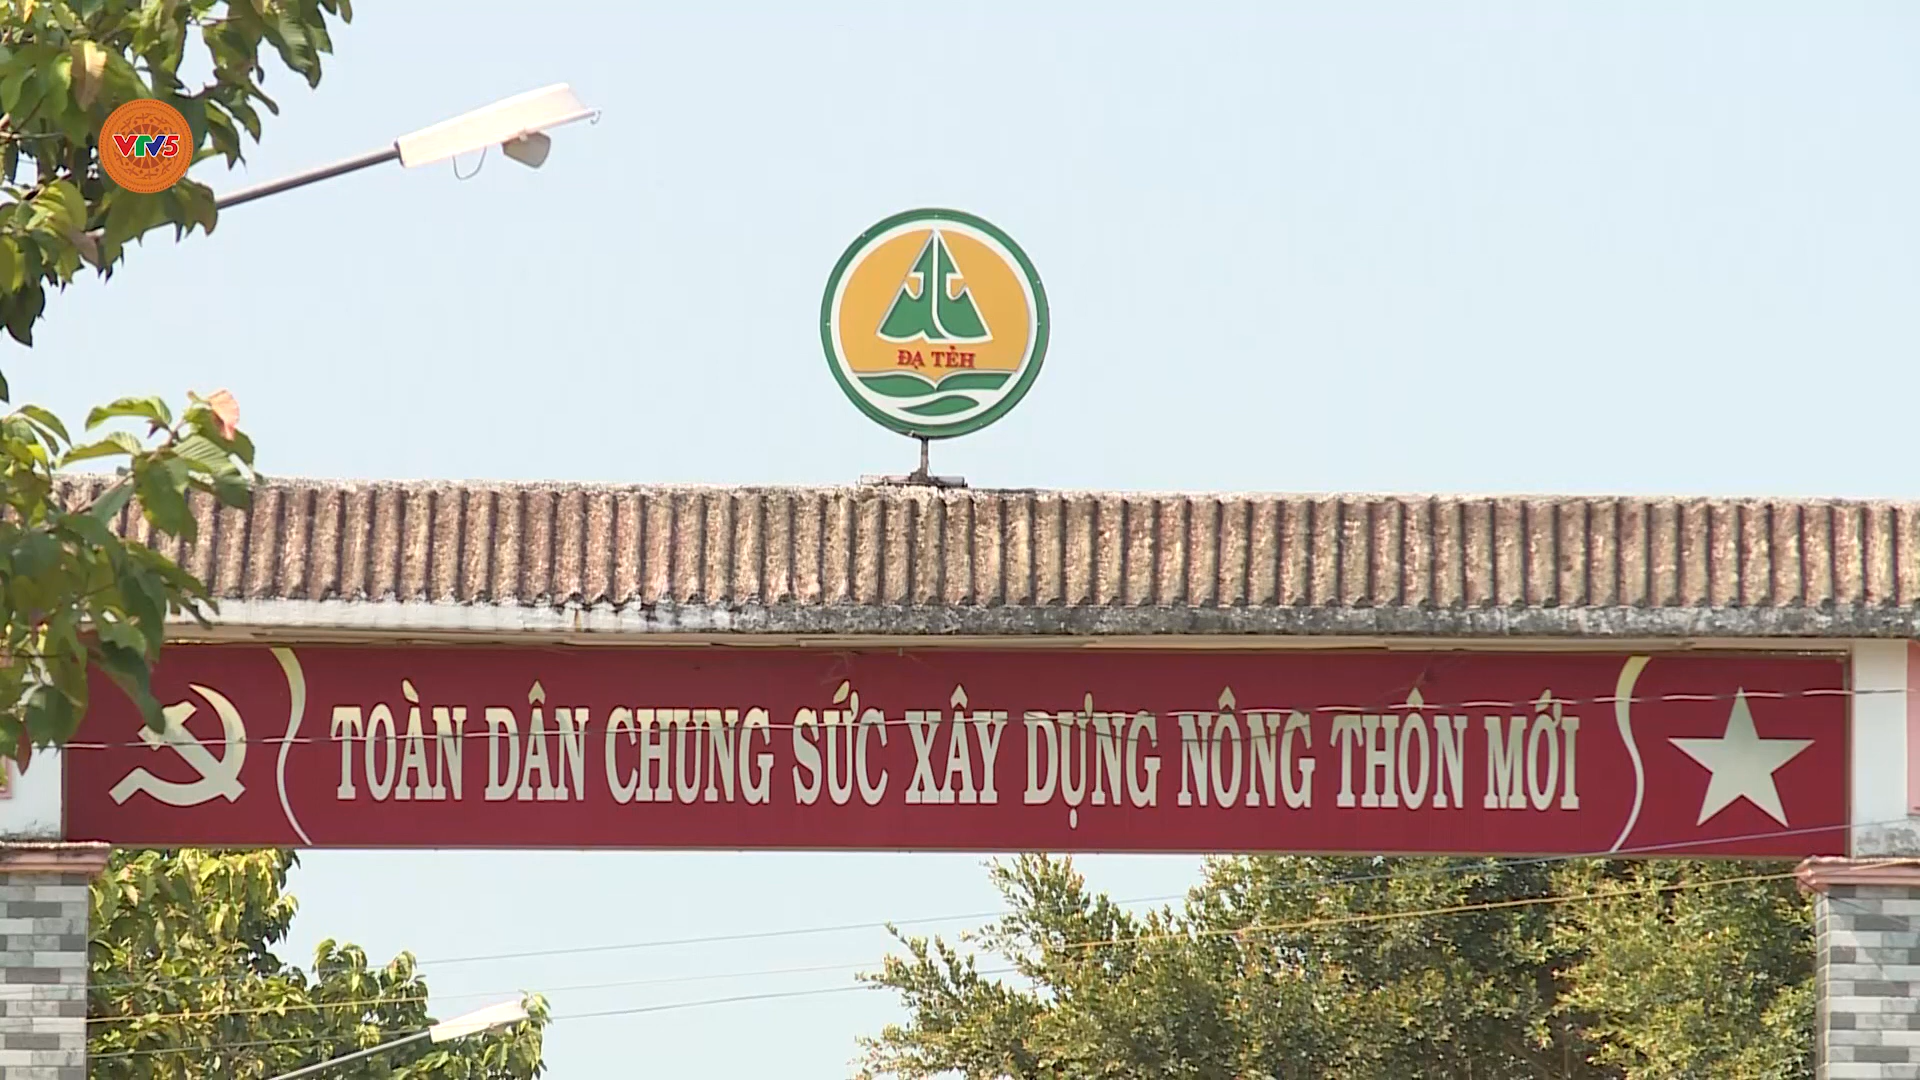 VTV5
ĐẠ TẺH
TOÀN DÂN CHUNG SỨC XÂY DỰNG NÔNG THÔN MỚI